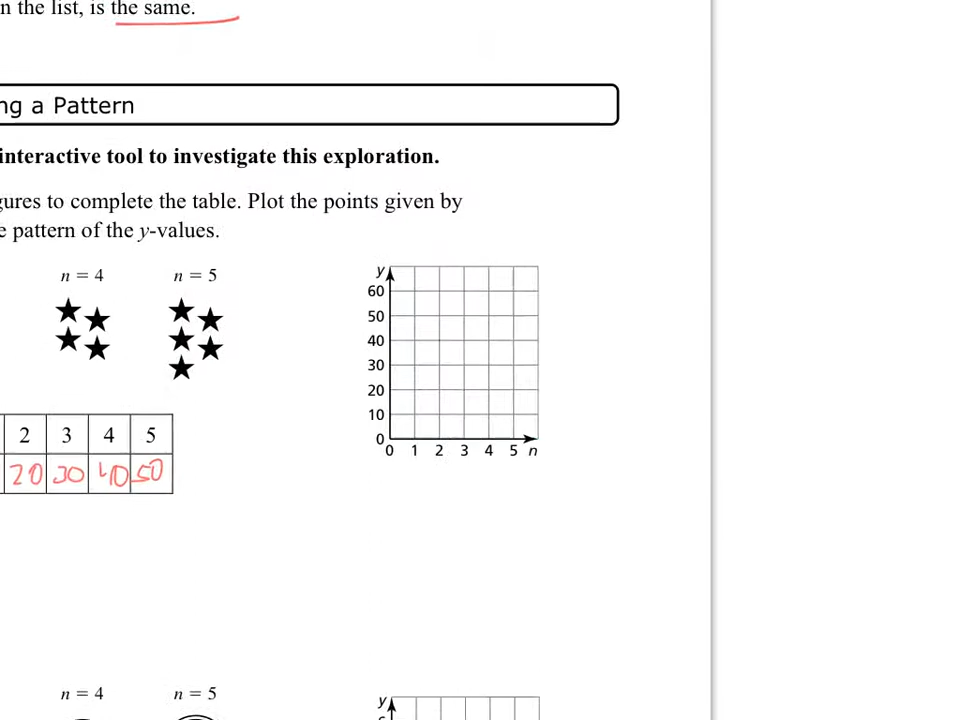 n the list, is the same.
ng a Pattern
interactive tool to investigate this exploration.
gures to complete the table. Plot the points given by
e pattern of the y-values.
n = 4
n = 5
y
60
50
40
30
20
10
0
0 1 2 3 4 5 n
2 3 4 5
20 30 40 50
n = 4
n = 5
y